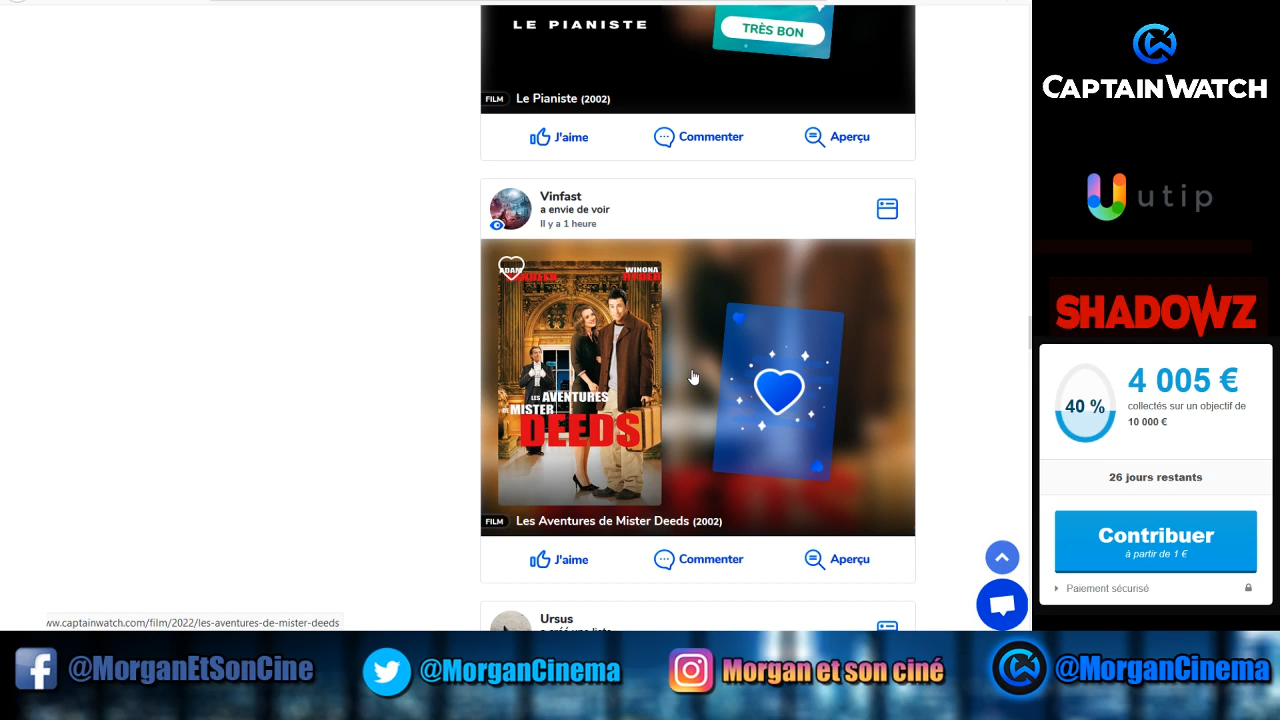 LE PIANISTE
TRÈS BON
FILM Le Pianiste (2002)
J'aime Commenter Aperçu
Vinfast
a envie de voir
Il y a 1 heure
ADAM WINONA
RYDER
LES AVENTURES
DE MISTER
DEEDS
FILM Les Aventures de Mister Deeds (2002)
J'aime Commenter Aperçu
Ursus
ww.captainwatch.com/film/2022/les-aventures-de-mister-deeds
CAPTAINWATCH
utip
SHADOWZ
40 %
4 005 €
collectés sur un objectif de
10 000 €
26 jours restants
Contribuer
à partir de 1 €
Paiement sécurisé
@MorganEtSonCine @MorganCinema Morgan et son ciné @MorganCinema